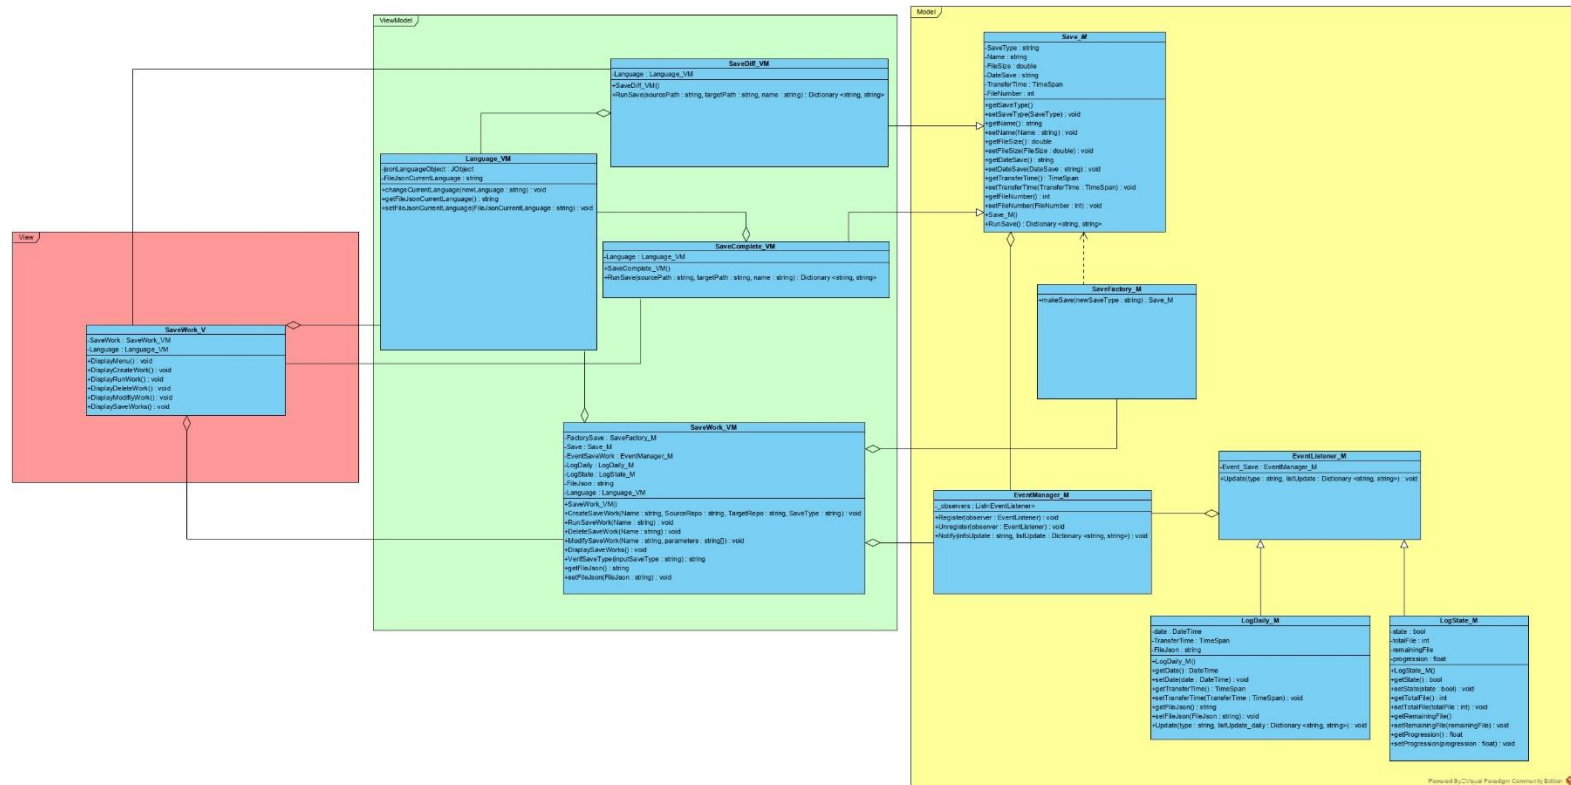 View
SaveWork_V
-SaveWork : SaveWork_VM
-Language : Language_VM
+DisplayMenu() : void
+DisplayCreateWork() : void
+DisplayRunWork() : void
+DisplayDeleteWork() : void
+DisplayModifiyWork() : void
+DisplaySaveWorks() : void
ViewModel
SaveDiff_VM
-Language : Language_VM
+SaveDiff_VM()
+RunSave(sourcePath : string, targetPath : string, name : string) : Dictionary <string, string>
Language_VM
-jsonLanguageObject : JObject
-FileJsonCurrentLanguage : string
+changeCurrentLanguage(newLanguage : string) : void
+getFileJsonCurrentLanguage() : string
+setFileJsonCurrentLanguage(FileJsonCurrentLanguage : string) : void
SaveComplete_VM
-Language : Language_VM
+SaveComplete_VM()
+RunSave(sourcePath : string, targetPath : string, name : string) : Dictionary <string, string>
SaveWork_VM
-FactorySave : SaveFactory_M
-Save : Save_M
-EventSaveWork : EventManager_M
-LogDaily : LogDaily_M
-LogState : LogState_M
-FileJson : string
-Language : Language_VM
+SaveWork_VM()
+CreateSaveWork(Name : string, SourceRepo : string, TargetRepo : string, SaveType : string) : void
+RunSaveWork(Name : string) : void
+DeleteSaveWork(Name : string) : void
+ModifySaveWork(Name : string, parameters : string[]) : void
+DisplaySaveWorks() : void
+VerifSaveType(inputSaveType : string) : string
+getFileJson() : string
+setFileJson(FileJson : string) : void
Model
Save_M
-SaveType : string
-Name : string
-FileSize : double
-DateSave : string
-TransferTime : TimeSpan
-FileNumber : int
+getSaveType()
+setSaveType(SaveType) : void
+getName() : string
+setName(Name : string) : void
+getFileSize() : double
+setFileSize(FileSize : double) : void
+getDateSave() : string
+setDateSave(DateSave : string) : void
+getTransferTime() : TimeSpan
+setTransferTime(TransferTime : TimeSpan) : void
+getFileNumber() : int
+setFileNumber(FileNumber : int) : void
+Save_M()
+RunSave() : Dictionary <string, string>
SaveFactory_M
+makeSave(newSaveType : string) : Save_M
EventManager_M
-_observers : List<EventListener>
+Register(observer : EventListener) : void
+Unregister(observer : EventListener) : void
+Notify(infoUpdate : string, listUpdate : Dictionary <string, string>) : void
EventListener_M
-Event_Save : EventManager_M
+Update(type : string, listUpdate : Dictionary <string, string>) : void
LogDaily_M
-date : DateTime
-TransferTime : TimeSpan
-FileJson : string
+LogDaily_M()
+getDate() : DateTime
+setDate(date : DateTime) : void
+getTransferTime() : TimeSpan
+setTransferTime(TransferTime : TimeSpan) : void
+getFileJson() : string
+setFileJson(FileJson : string) : void
+Update(type : string, listUpdate_daily : Dictionary <string, string>) : void
LogState_M
-state : bool
-totalFile : int
-remainingFile
-progression : float
+LogState_M()
+getState() : bool
+setState(state : bool) : void
+getTotalFile() : int
+setTotalFile(totalFile : int) : void
+getRemainingFile()
+setRemainingFile(remainingFile) : void
+getProgression() : float
+setProgression(progression : float) : void
Powered By Visual Paradigm Community Edition